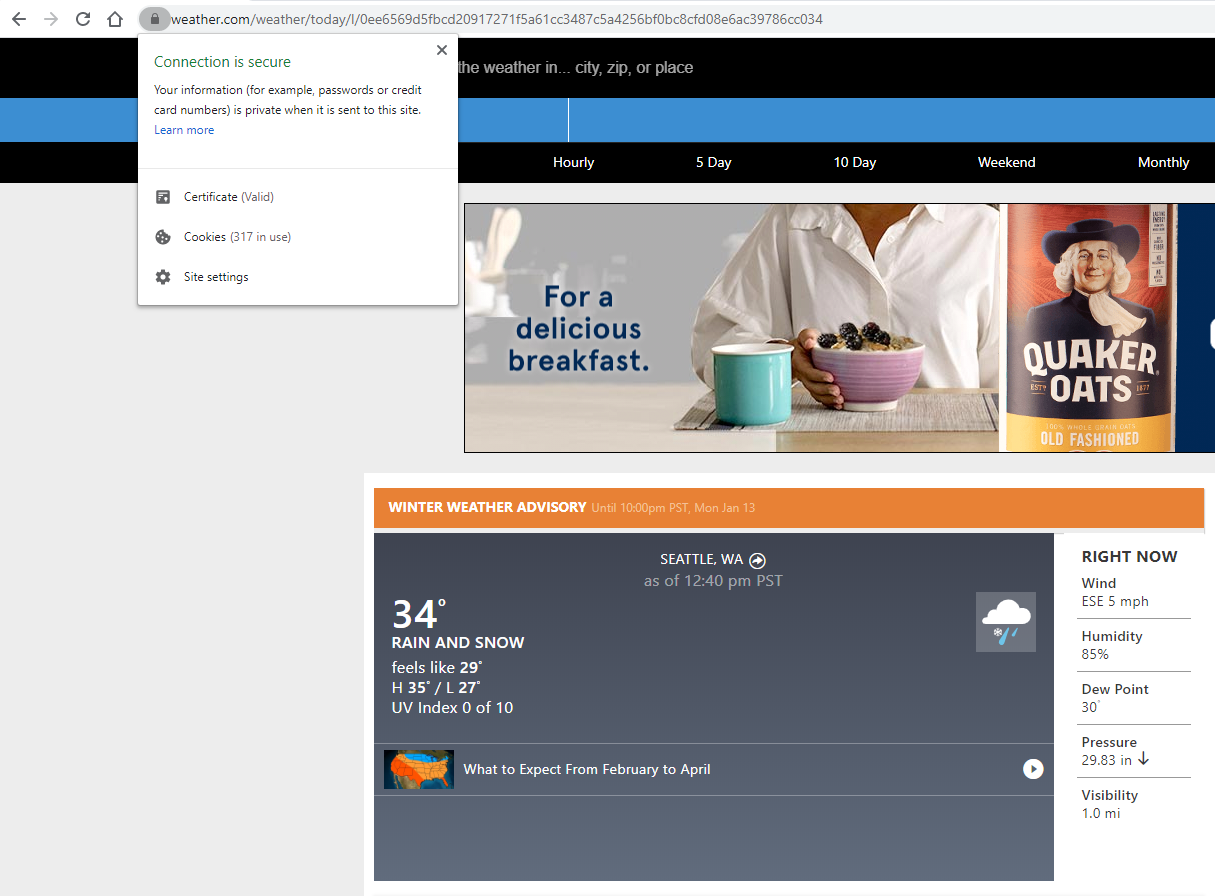 weather.com/weather/today/l/0ee6569d5fbcd20917271f5a61cc3487c5a4256bf0bc8cfd08e6ac39786cc034
Connection is secure
Your information (for example, passwords or credit
card numbers) is private when it is sent to this site.
Learn more
Certificate (Valid)
Cookies (317 in use)
Site settings
the weather in... city, zip, or place
Hourly
5 Day
10 Day
Weekend
Monthly
For a
delicious
breakfast.
QUAKER
ESTD 1877
OATS
100% WHOLE GRAIN OATS
OLD FASHIONED
WINTER WEATHER ADVISORY Until 10:00pm PST, Mon Jan 13
SEATTLE, WA
as of 12:40 pm PST
34°
RAIN AND SNOW
feels like 29°
H 35° / L 27°
UV Index 0 of 10
What to Expect From February to April
RIGHT NOW
Wind
ESE 5 mph
Humidity
85%
Dew Point
30°
Pressure
29.83 in ↓
Visibility
1.0 mi